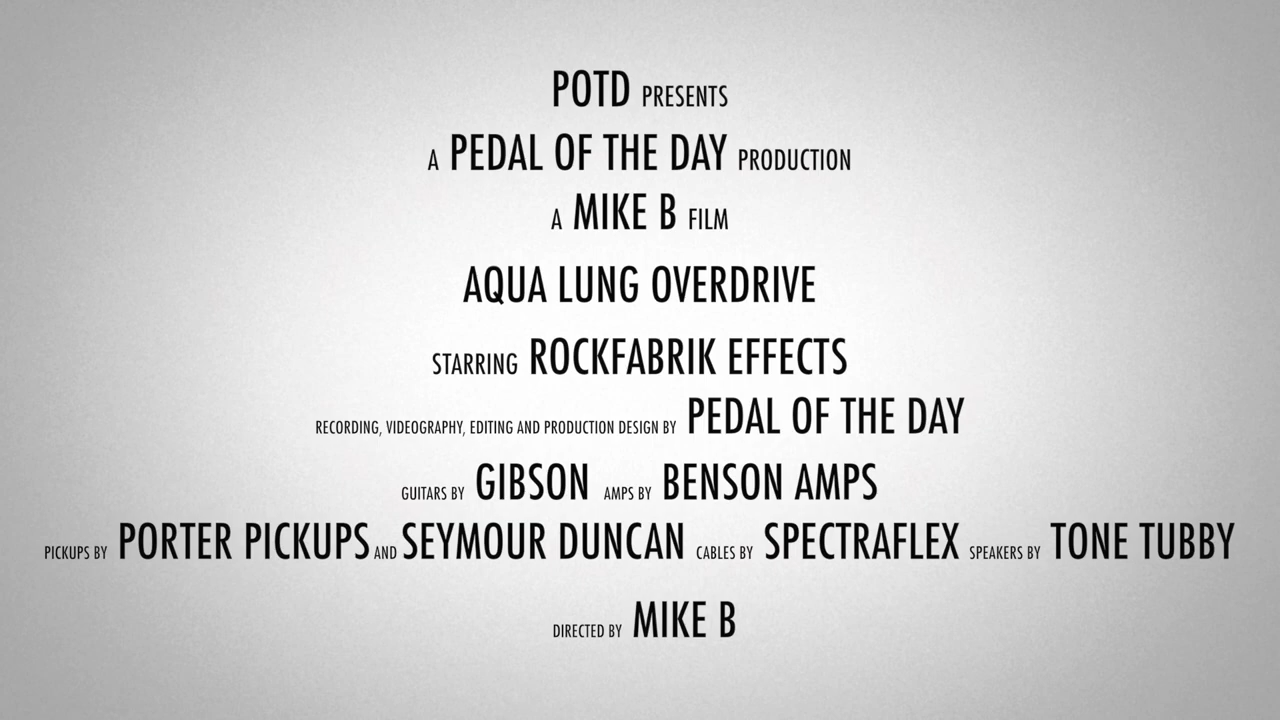 POTD PRESENTS
A PEDAL OF THE DAY PRODUCTION
A MIKE B FILM
AQUA LUNG OVERDRIVE
STARRING ROCKFABRIK EFFECTS
RECORDING, VIDEOGRAPHY, EDITING AND PRODUCTION DESIGN BY PEDAL OF THE DAY
GUITARS BY GIBSON AMPS BY BENSON AMPS
PICKUPS BY PORTER PICKUPS AND SEYMOUR DUNCAN CABLES BY SPECTRAFLEX SPEAKERS BY TONE TUBBY
DIRECTED BY MIKE B